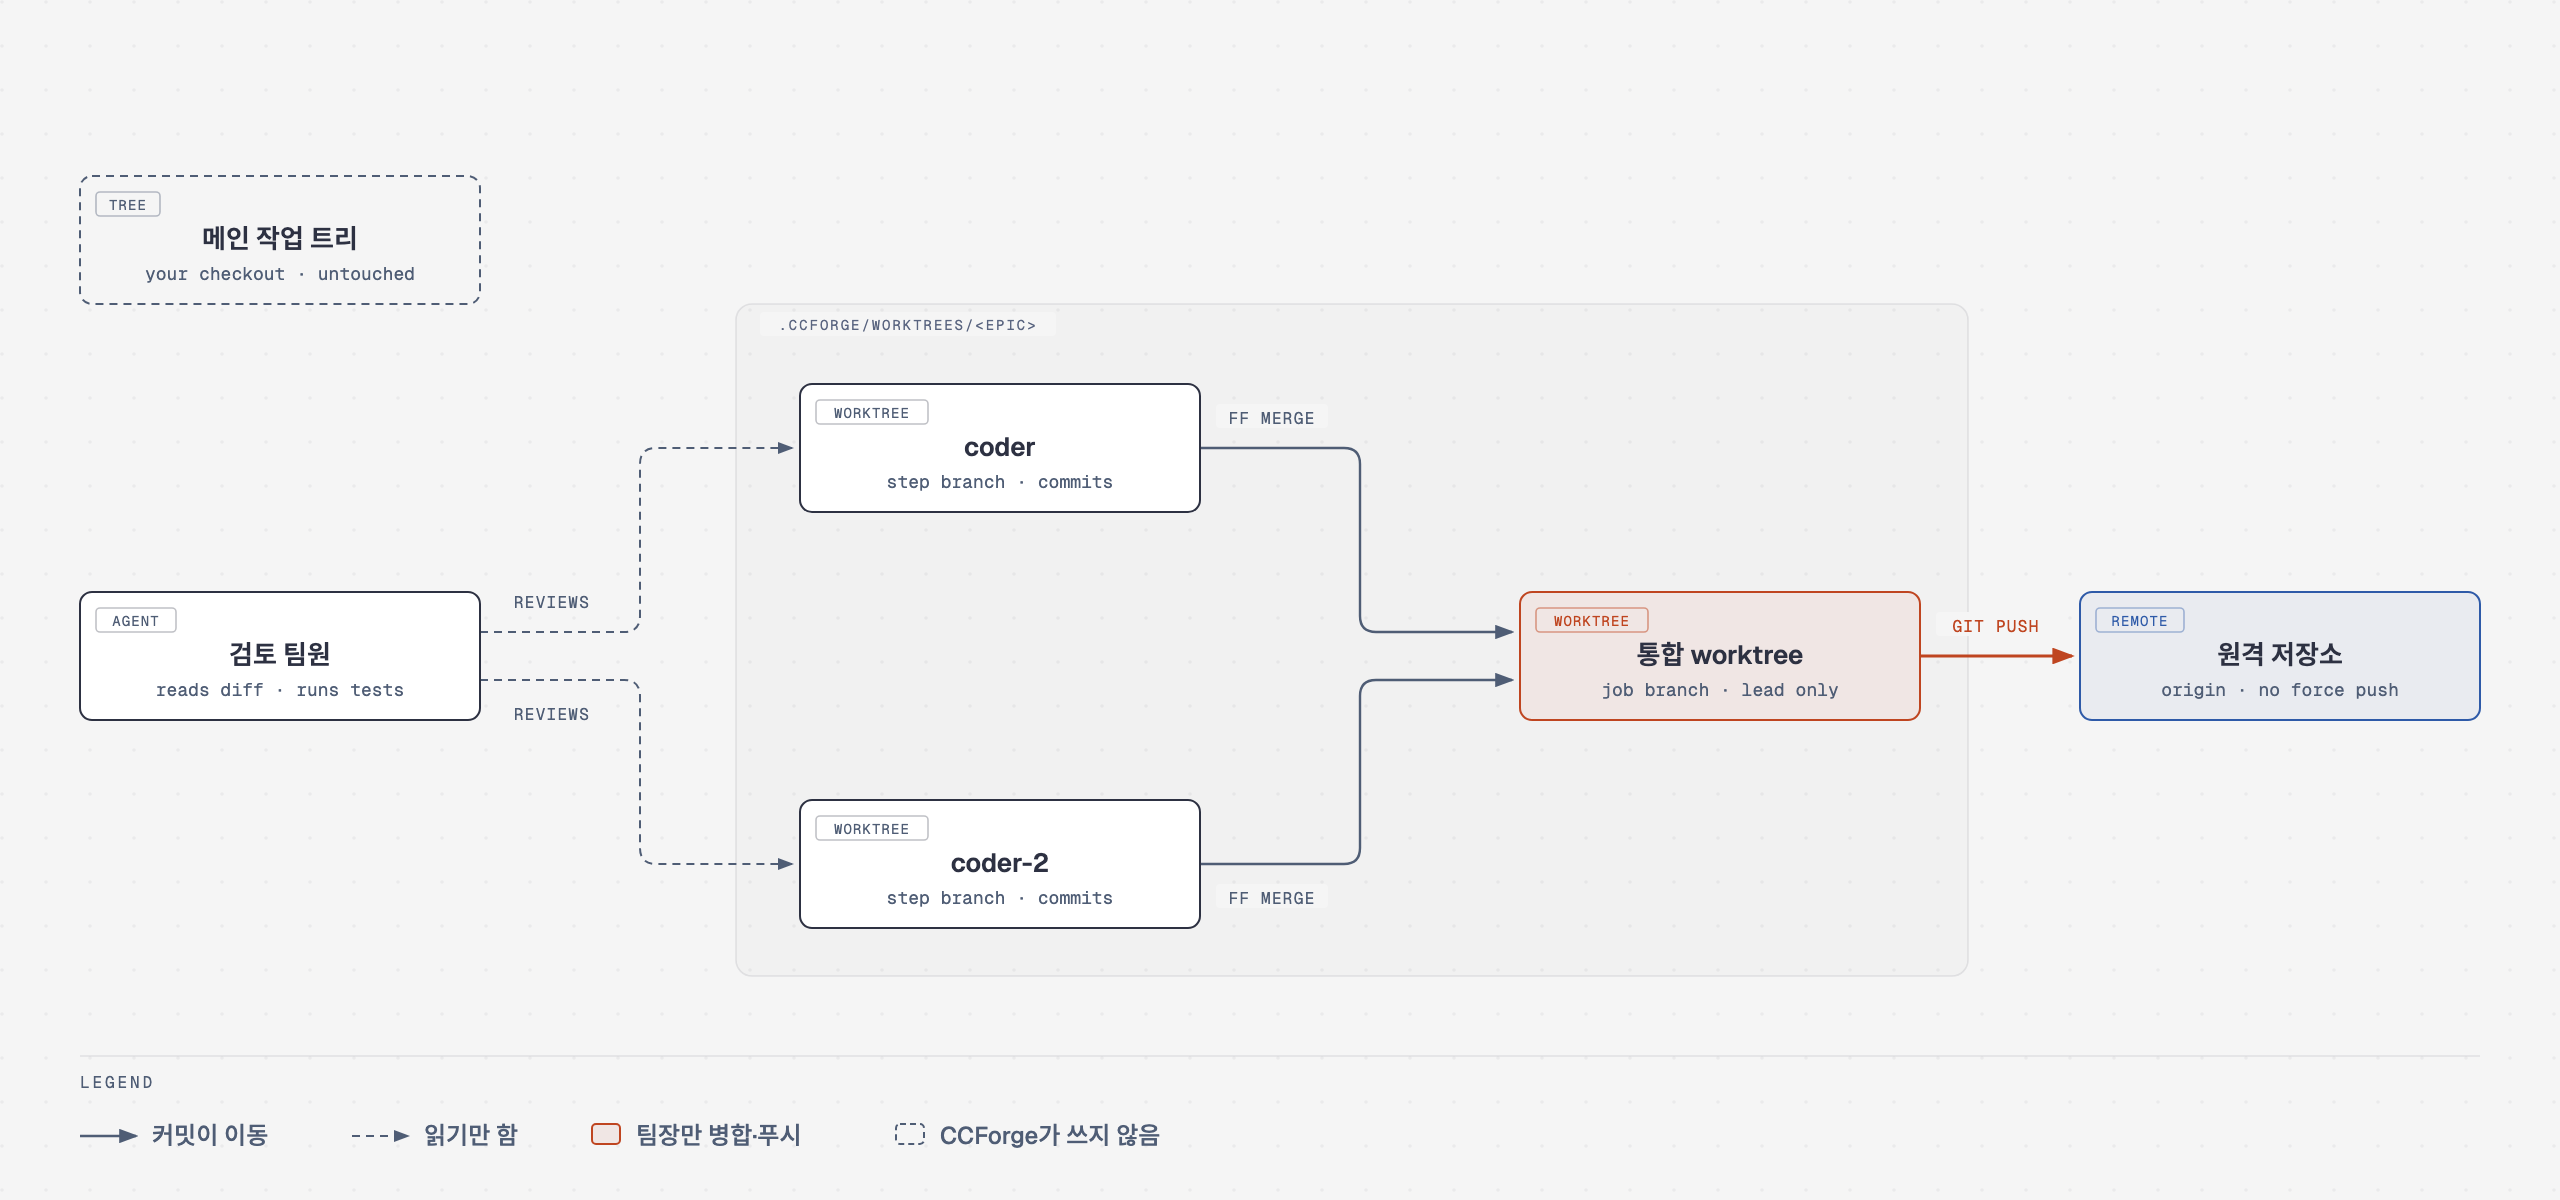 TREE
메인 작업 트리
your checkout · untouched
.CCFORGE/WORKTREES/<EPIC>
WORKTREE
coder
step branch · commits
FF MERGE
AGENT
검토 팀원
reads diff · runs tests
REVIEWS
REVIEWS
WORKTREE
통합 worktree
job branch · lead only
GIT PUSH
REMOTE
원격 저장소
origin · no force push
WORKTREE
coder-2
step branch · commits
FF MERGE
LEGEND
커밋이 이동
읽기만 함
팀장만 병합·푸시
CCForge가 쓰지 않음